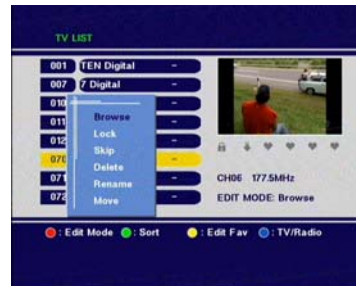 TV LIST
001 TEN Digital -
007 7 Digital -
010 -
011 -
012 -
070 -
071 -
072 -
Browse
Lock
Skip
Delete
Rename
Move
CH06 177.5MHz
EDIT MODE: Browse
: Edit Mode : Sort : Edit Fav : TV/Radio